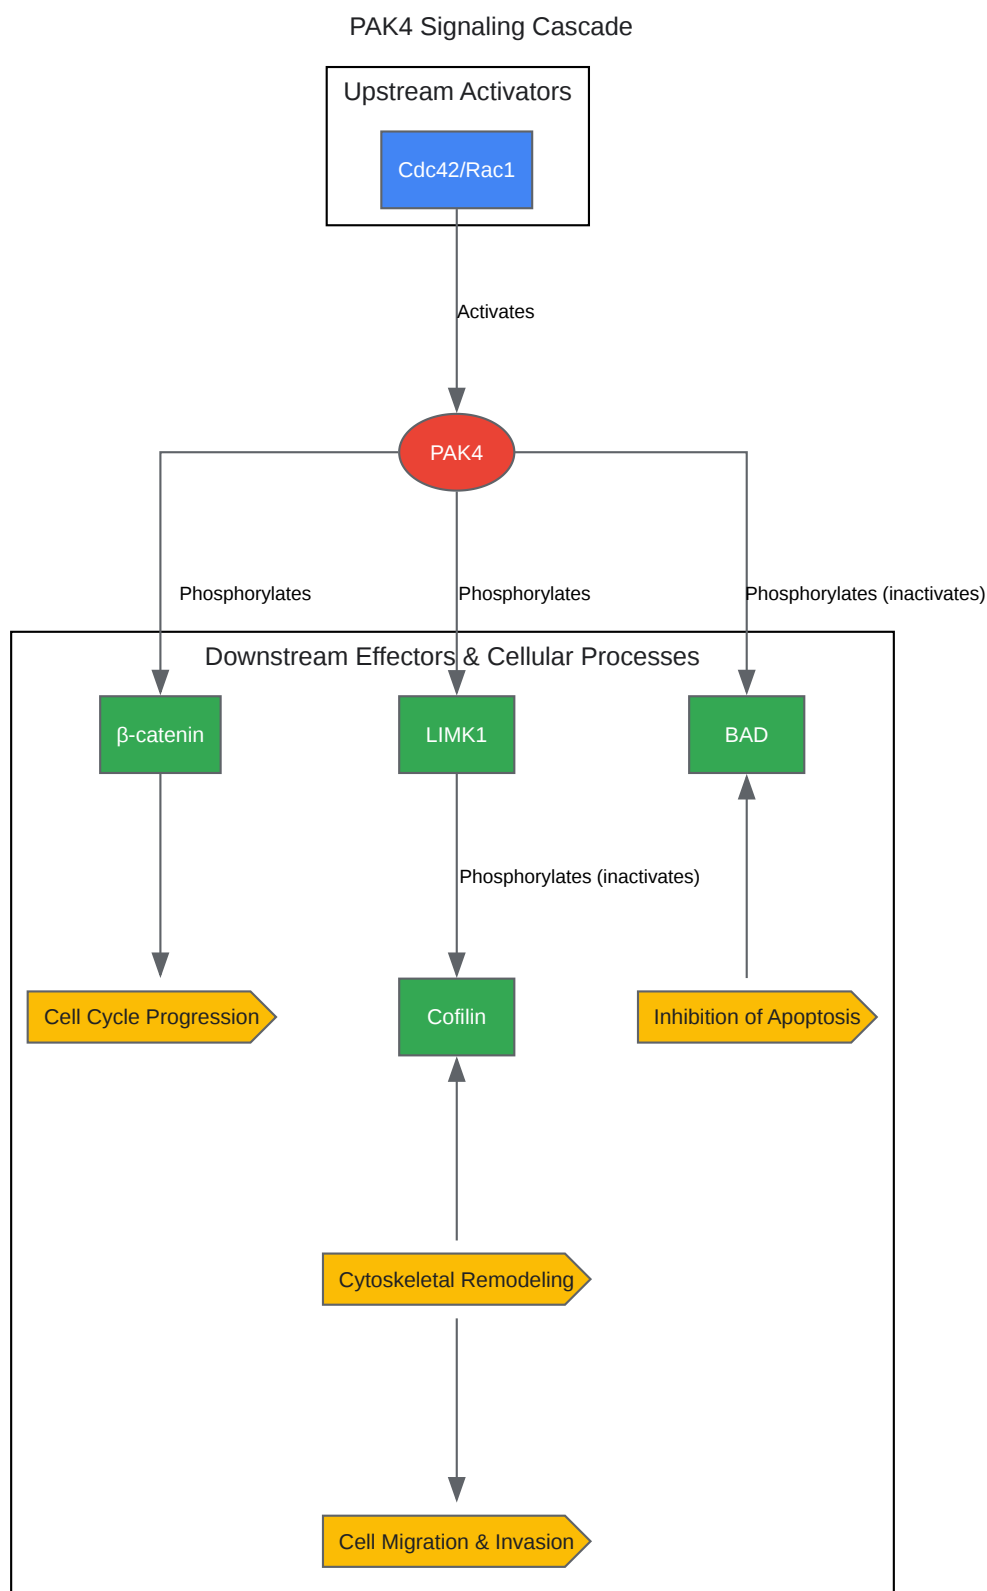 PAK4 Signaling Cascade
Upstream Activators
Cdc42/Rac1
Activates
PAK4
Phosphorylates
Phosphorylates
Phosphorylates (inactivates)
Downstream Effectors & Cellular Processes
β-catenin
LIMK1
BAD
Phosphorylates (inactivates)
Cell Cycle Progression
Cofilin
Inhibition of Apoptosis
Cytoskeletal Remodeling
Cell Migration & Invasion